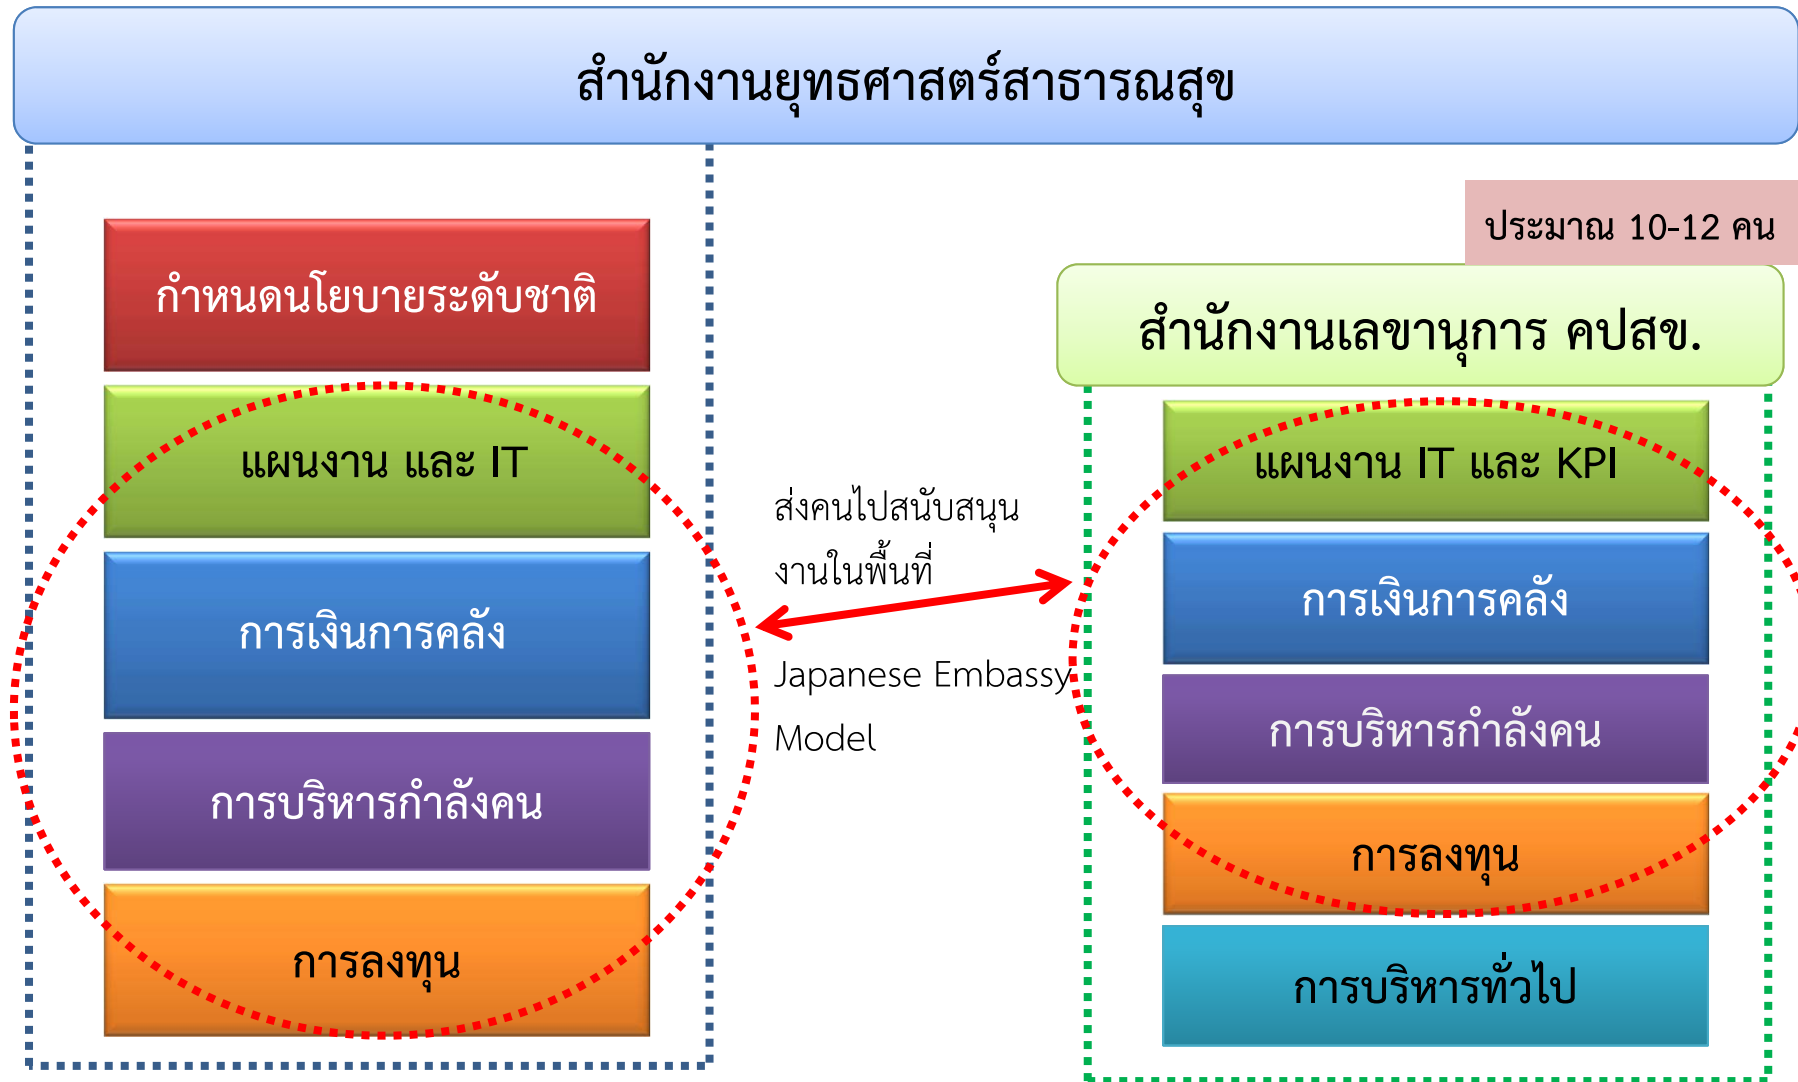 สำนักงานยุทธศาสตร์สาธารณสุข
กำหนดนโยบายระดับชาติ
แผนงาน และ IT
การเงินการคลัง
การบริหารกำลังคน
การลงทุน
ส่งคนไปสนับสนุน
งานในพื้นที่
Japanese Embassy
Model
ประมาณ 10-12 คน
สำนักงานเลขานุการ คปสข.
แผนงาน IT และ KPI
การเงินการคลัง
การบริหารกำลังคน
การลงทุน
การบริหารทั่วไป